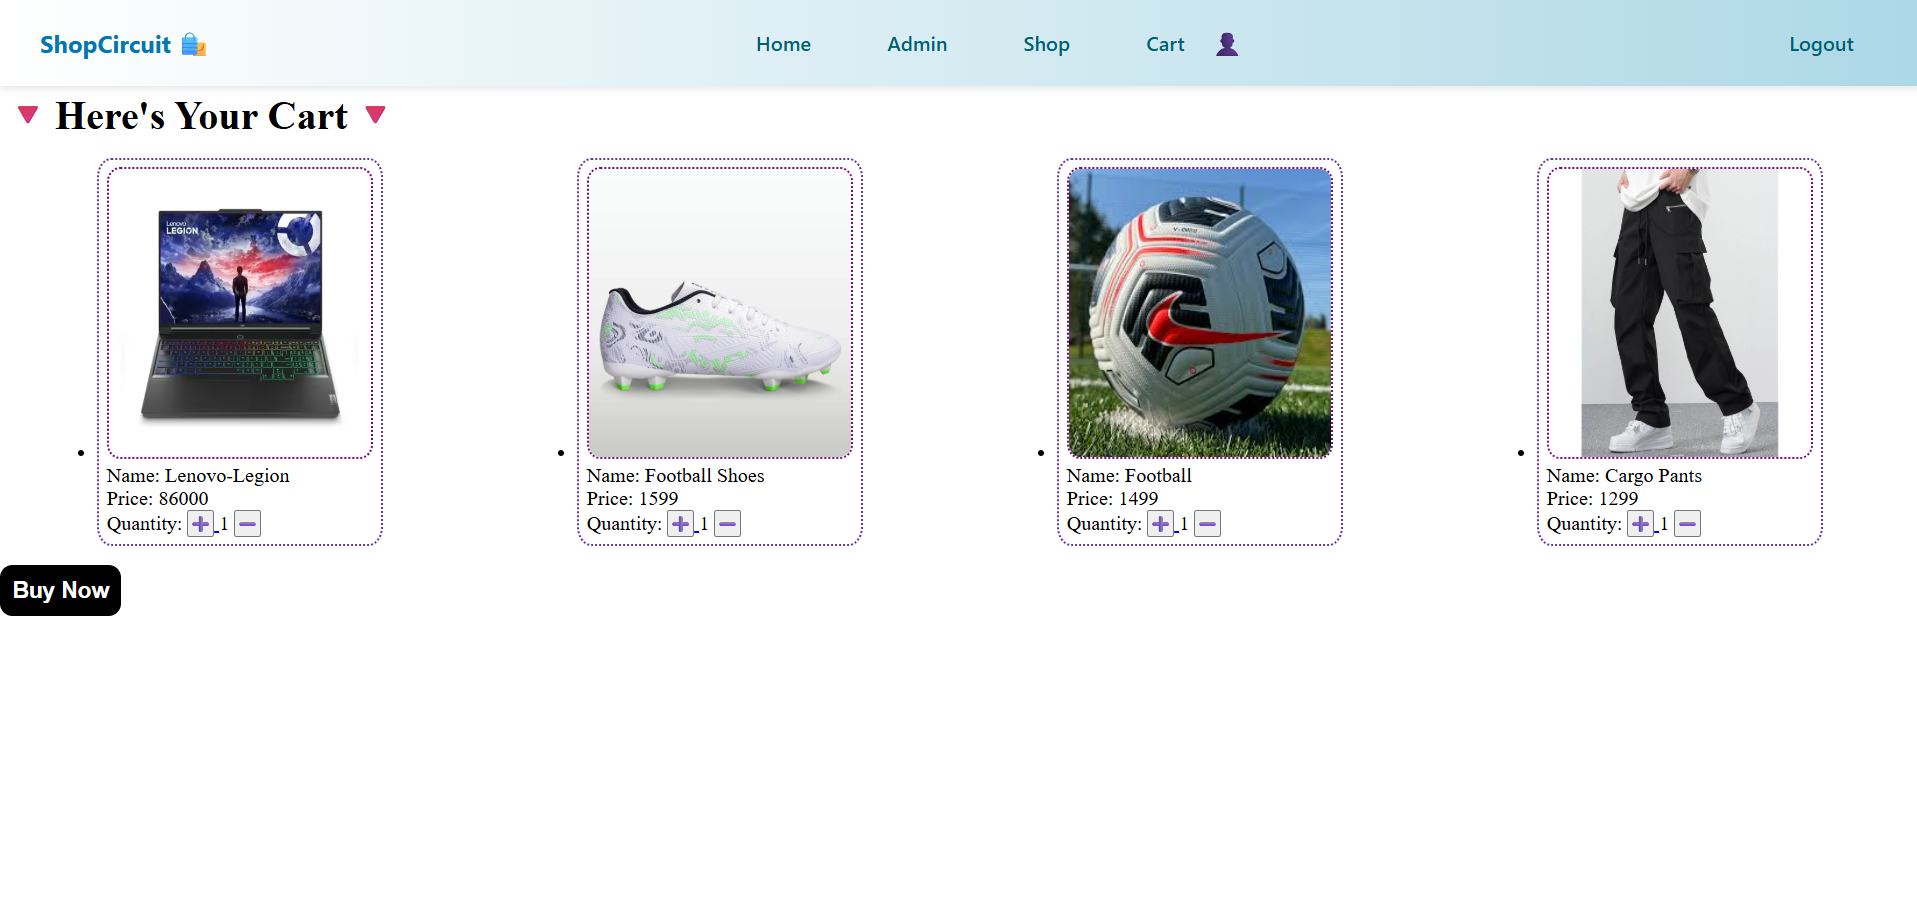 ShopCircuit 🛍️
Home Admin Shop Cart 👤 Logout
🔻 Here's Your Cart 🔻
Lenovo
LEGION
Name: Lenovo-Legion
Price: 86000
Quantity: ➕ 1 ➖
Name: Football Shoes
Price: 1599
Quantity: ➕ 1 ➖
Name: Football
Price: 1499
Quantity: ➕ 1 ➖
Name: Cargo Pants
Price: 1299
Quantity: ➕ 1 ➖
Buy Now